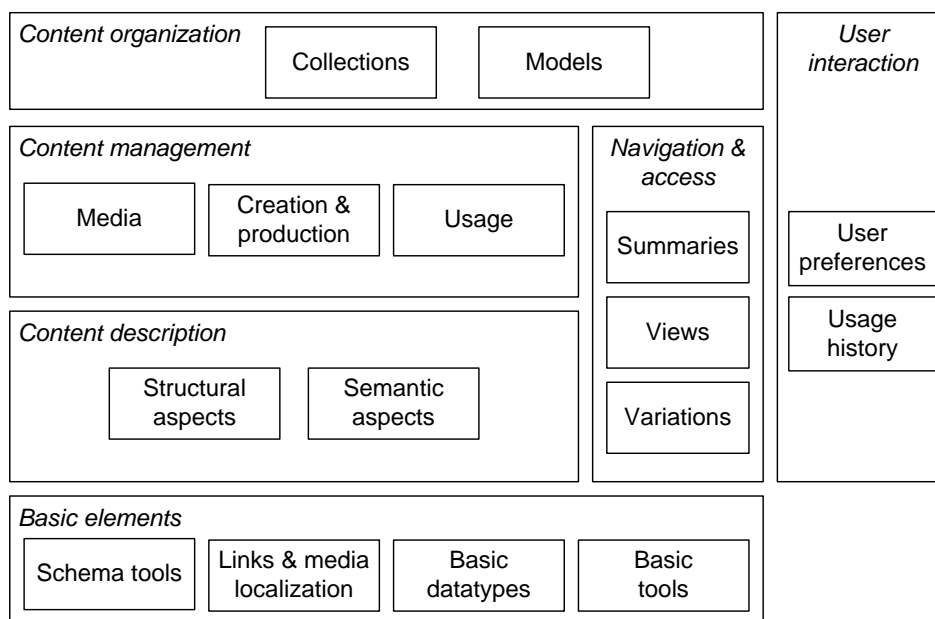 Content organization
Collections
Models
User
interaction
Content management
Media
Creation &
production
Usage
Navigation &
access
Summaries
Views
Variations
User
preferences
Usage
history
Content description
Structural
aspects
Semantic
aspects
Basic elements
Schema tools
Links & media
localization
Basic
datatypes
Basic
tools